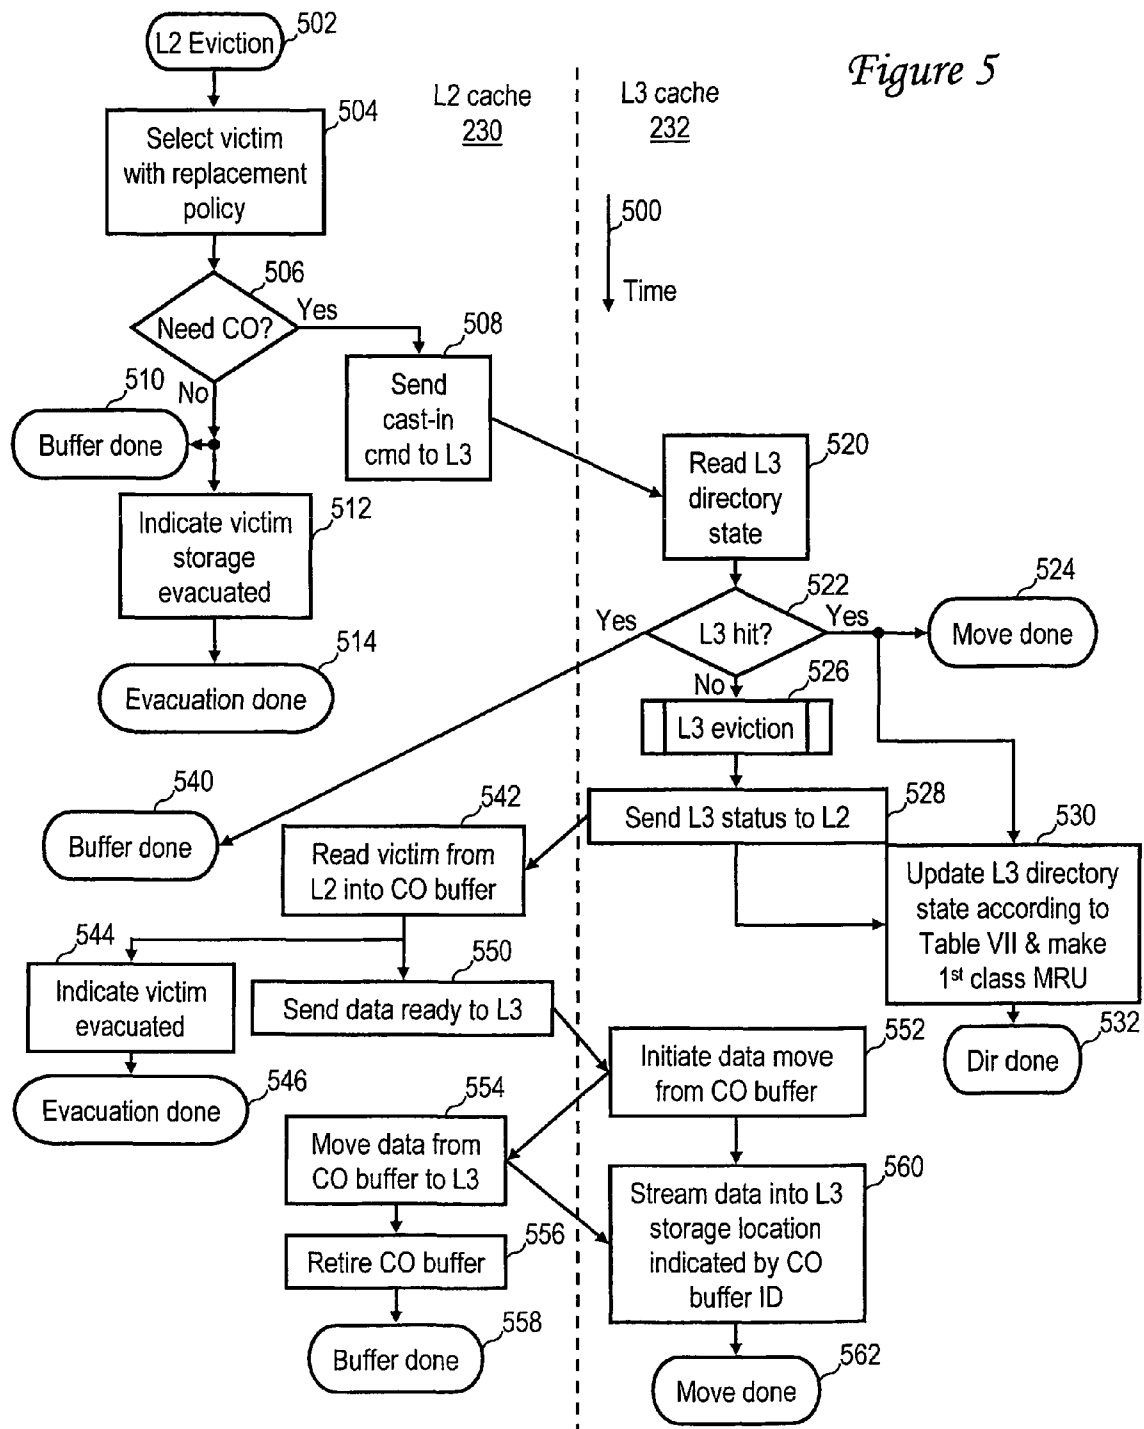 L2 Eviction
502
Figure 5
L2 cache
230
L3 cache
232
504
Select victim
with replacement
policy
500
Time
506
Need CO?
Yes
No
508
Send
cast-in
cmd to L3
510
Buffer done
512
Indicate victim
storage
evacuated
514
Evacuation done
520
Read L3
directory
state
522
L3 hit?
Yes
Yes
No
524
Move done
526
L3 eviction
528
Send L3 status to L2
530
Update L3 directory
state according to
Table VII & make
1st class MRU
532
Dir done
540
Buffer done
542
Read victim from
L2 into CO buffer
544
Indicate victim
evacuated
546
Evacuation done
550
Send data ready to L3
552
Initiate data move
from CO buffer
554
Move data from
CO buffer to L3
556
Retire CO buffer
558
Buffer done
560
Stream data into L3
storage location
indicated by CO
buffer ID
562
Move done